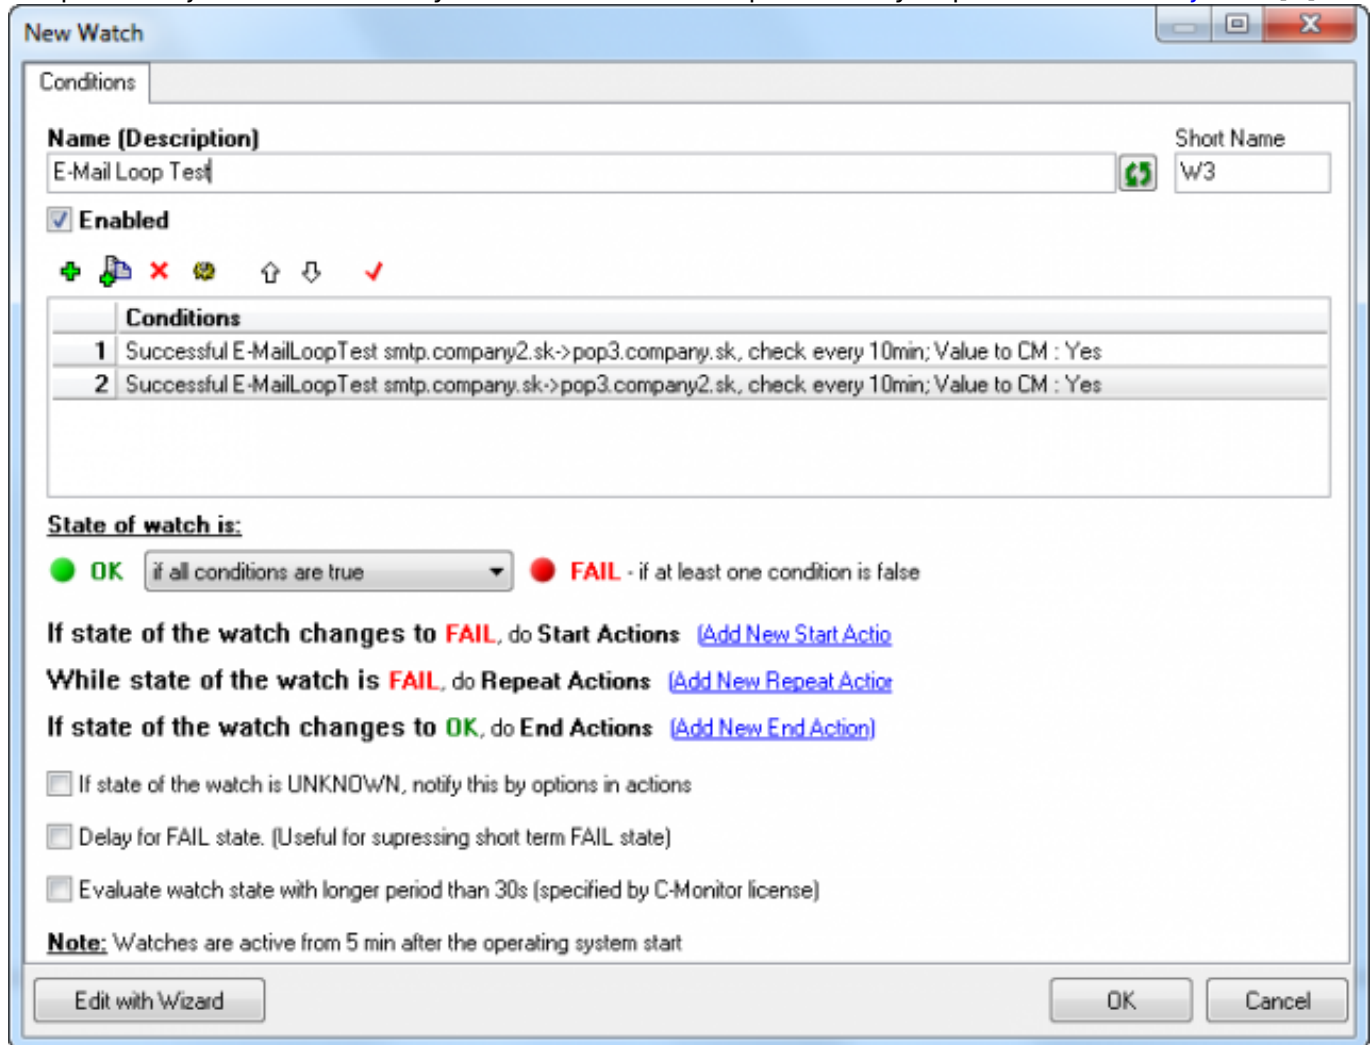 New Watch
Conditions
Name (Description)
Short Name
E-Mail Loop Test
W3
Enabled
Conditions
1 Successful E-MailLoopTest smtp.company2.sk->pop3.company.sk, check every 10min; Value to CM : Yes
2 Successful E-MailLoopTest smtp.company.sk->pop3.company2.sk, check every 10min; Value to CM : Yes
State of watch is:
OK if all conditions are true FAIL - if at least one condition is false
If state of the watch changes to FAIL, do Start Actions (Add New Start Actio
While state of the watch is FAIL, do Repeat Actions (Add New Repeat Action
If state of the watch changes to OK, do End Actions (Add New End Action)
If state of the watch is UNKNOWN, notify this by options in actions
Delay for FAIL state. (Useful for supressing short term FAIL state)
Evaluate watch state with longer period than 30s (specified by C-Monitor license)
Note: Watches are active from 5 min after the operating system start
Edit with Wizard OK Cancel